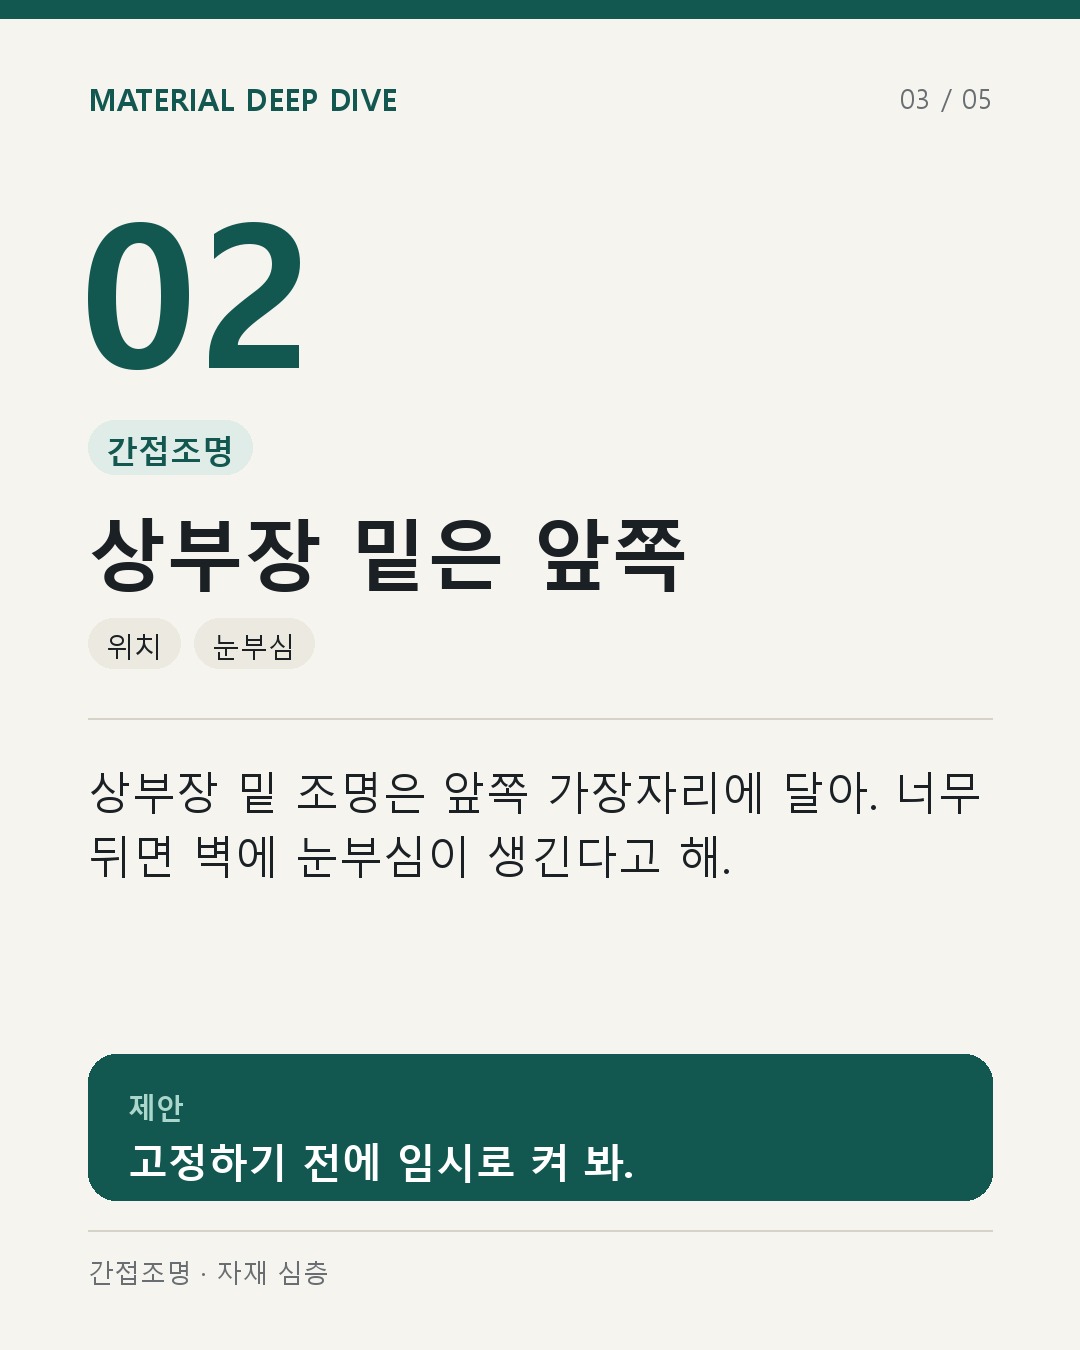 MATERIAL DEEP DIVE
03 / 05
02
간접조명
상부장 밑은 앞쪽
위치
눈부심
상부장 밑 조명은 앞쪽 가장자리에 달아. 너무
뒤면 벽에 눈부심이 생긴다고 해.
제안
고정하기 전에 임시로 켜 봐.
간접조명 · 자재 심층